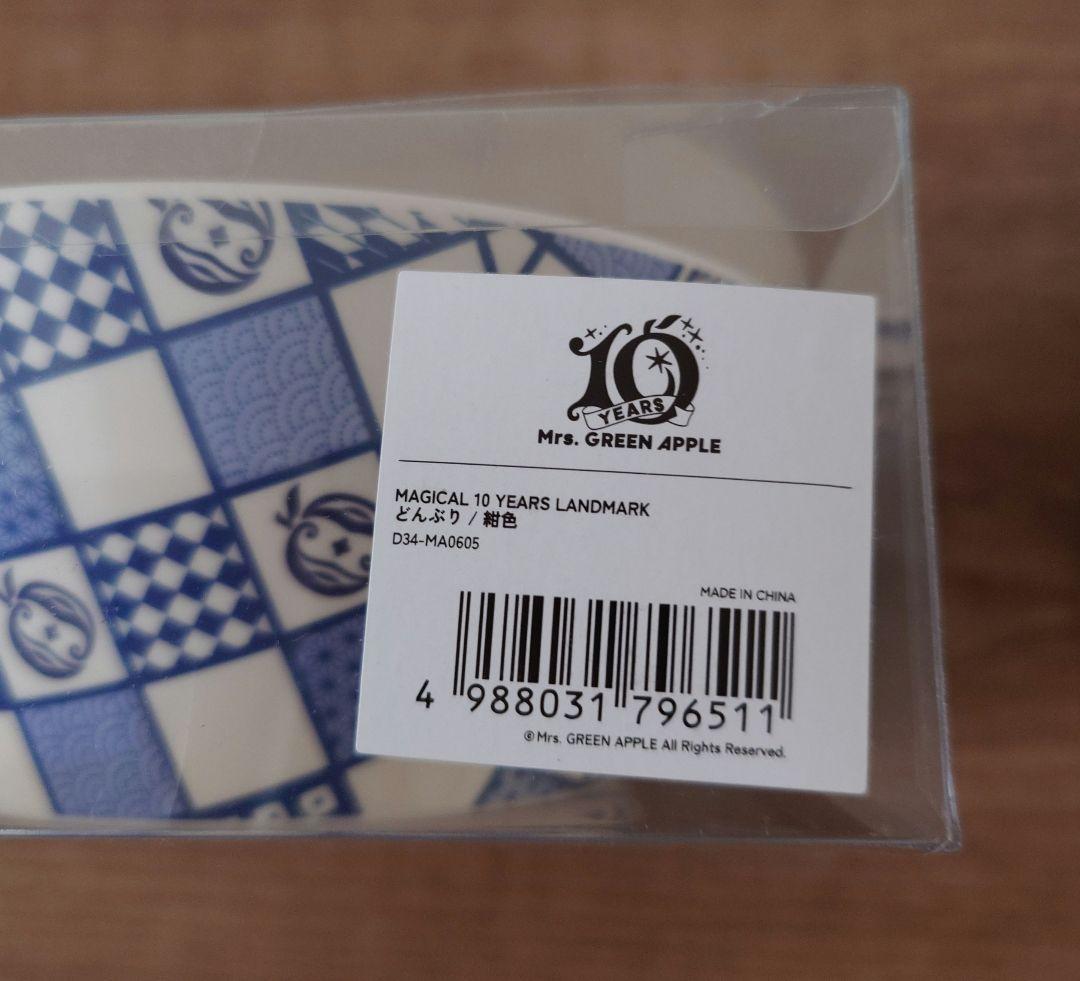 10
YEARS
Mrs. GREEN APPLE
MAGICAL 10 YEARS LANDMARK
どんぶり / 紺色
D34-MA0605
MADE IN CHINA
4 988031 796511
©Mrs. GREEN APPLE All Rights Reserved.